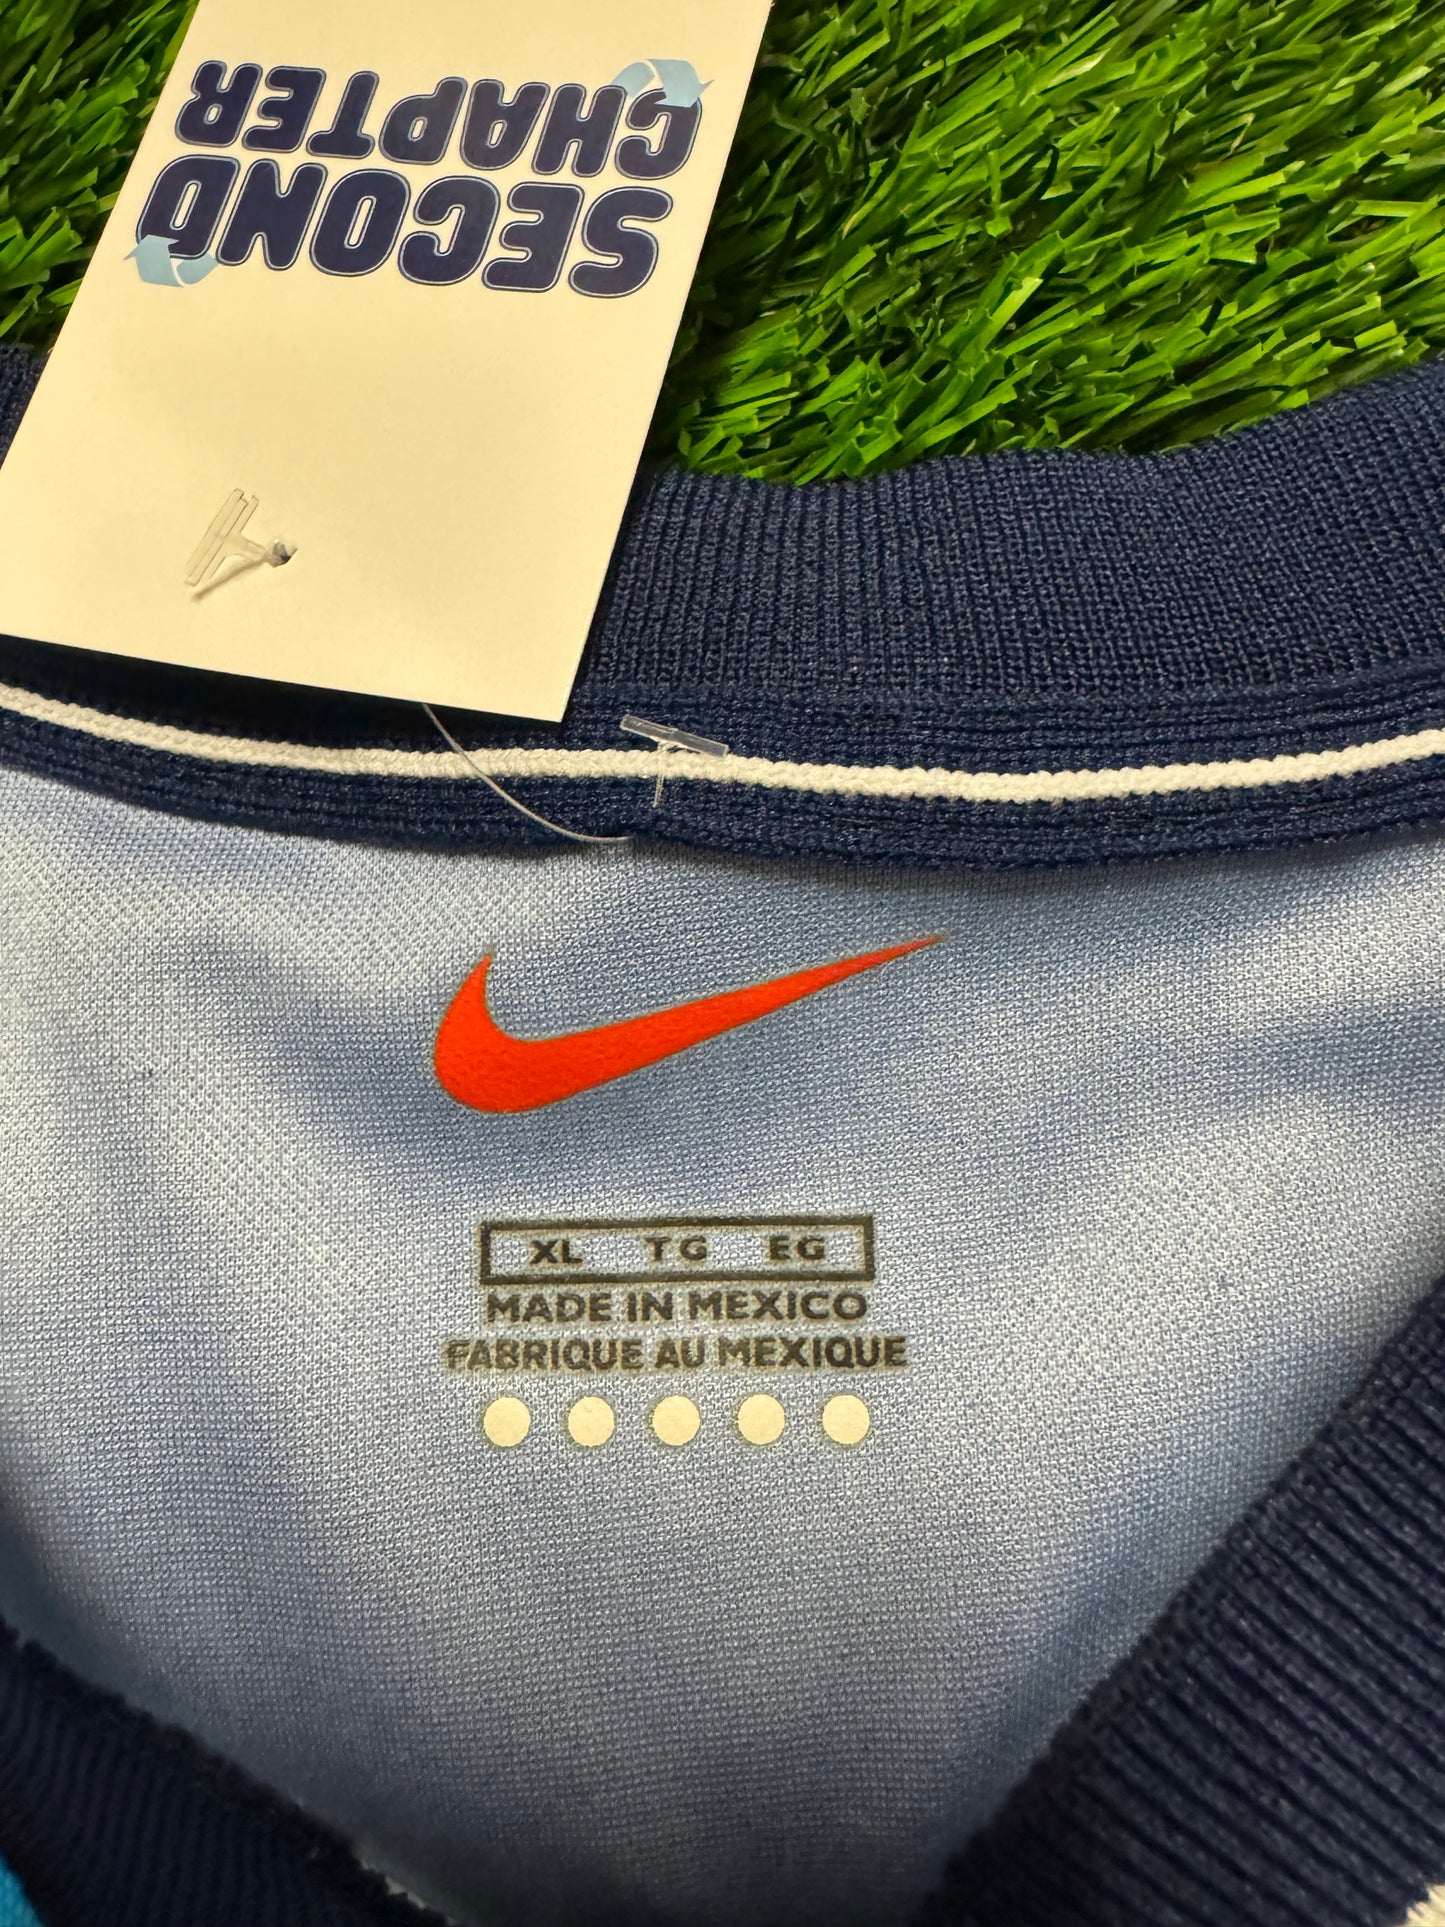 SECOND
CHAPTER
XL TG EG
MADE IN MEXICO
FABRIQUE AU MEXIQUE